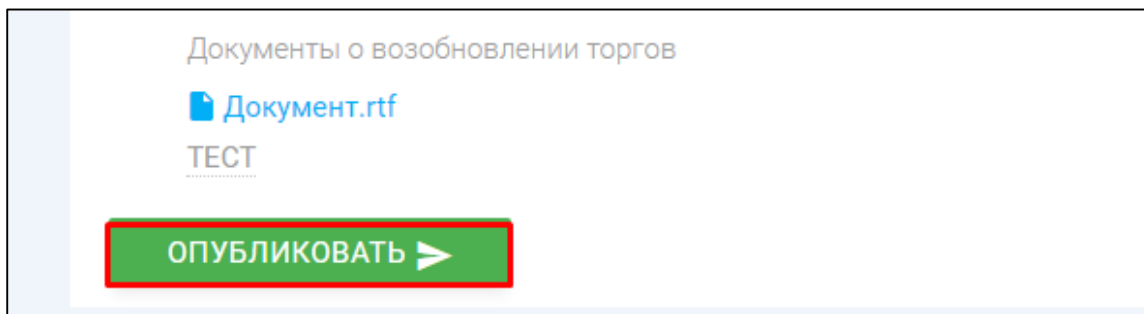 Документы о возобновлении торгов
Документ.rtf
ТЕСТ
ОПУБЛИКОВАТЬ